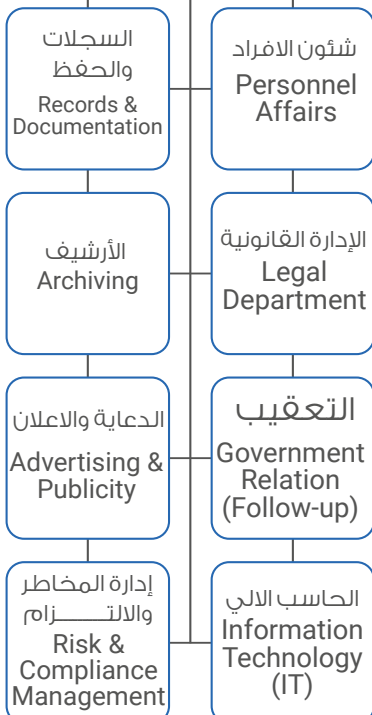 السجلات
والحفظ
Records &
Documentation
شئون الافراد
Personnel
Affairs
الأرشيف
Archiving
الإدارة القانونية
Legal
Department
الدعاية والاعلان
Advertising &
Publicity
التعقيب
Government
Relation
(Follow-up)
إدارة المخاطر
والالتـــــزام
Risk &
Compliance
Management
الحاسب الالي
Information
Technology
(IT)